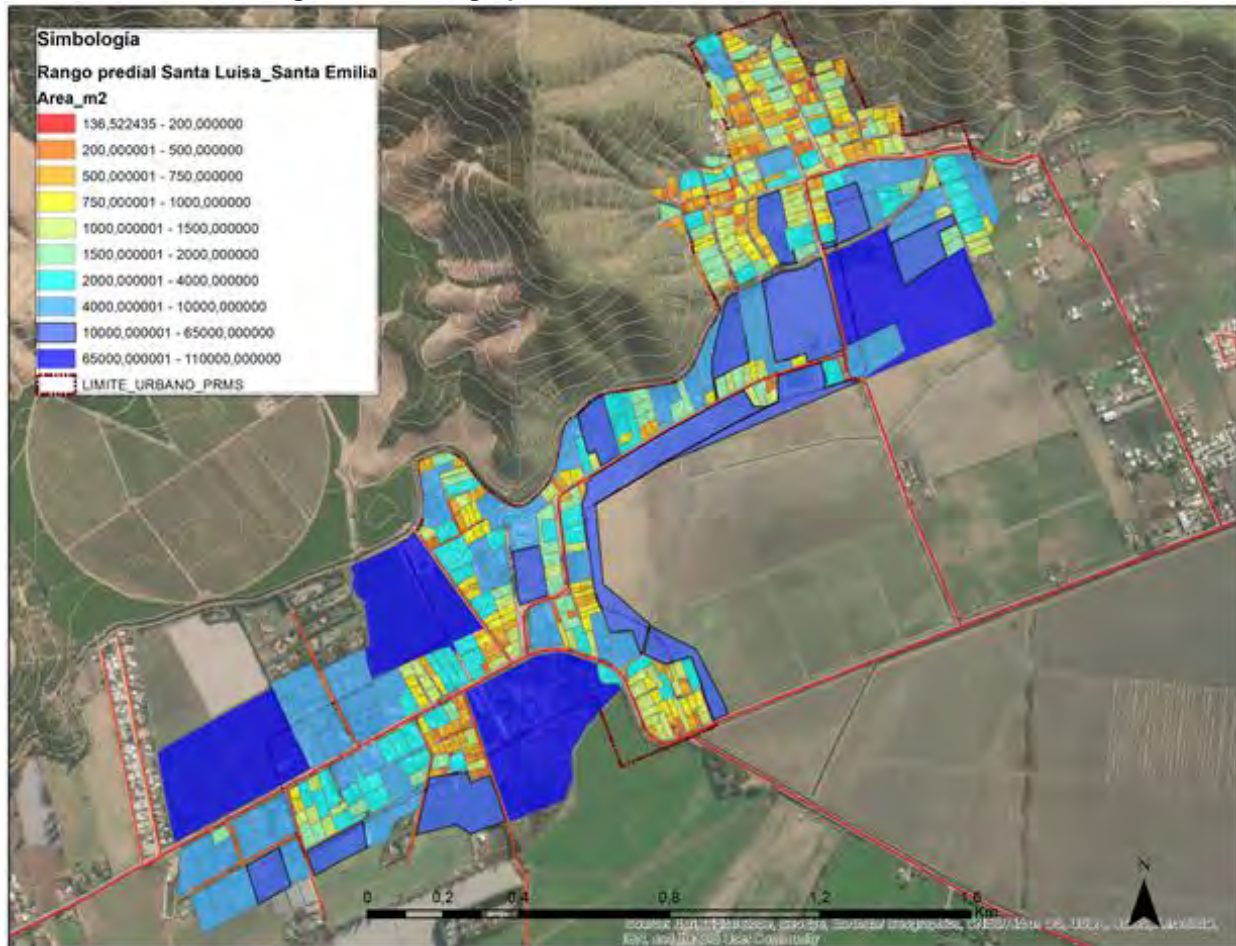 Simbología
Rango predial Santa Luisa_Santa Emilia
Area_m2
136,522435 - 200,000000
200,000001 - 500,000000
500,000001 - 750,000000
750,000001 - 1000,000000
1000,000001 - 1500,000000
1500,000001 - 2000,000000
2000,000001 - 4000,000000
4000,000001 - 10000,000000
10000,000001 - 65000,000000
65000,000001 - 110000,000000
LIMITE_URBANO_PRMS
N
0 0,2 0,4 0,8 1,2 1,6
Km
User Community